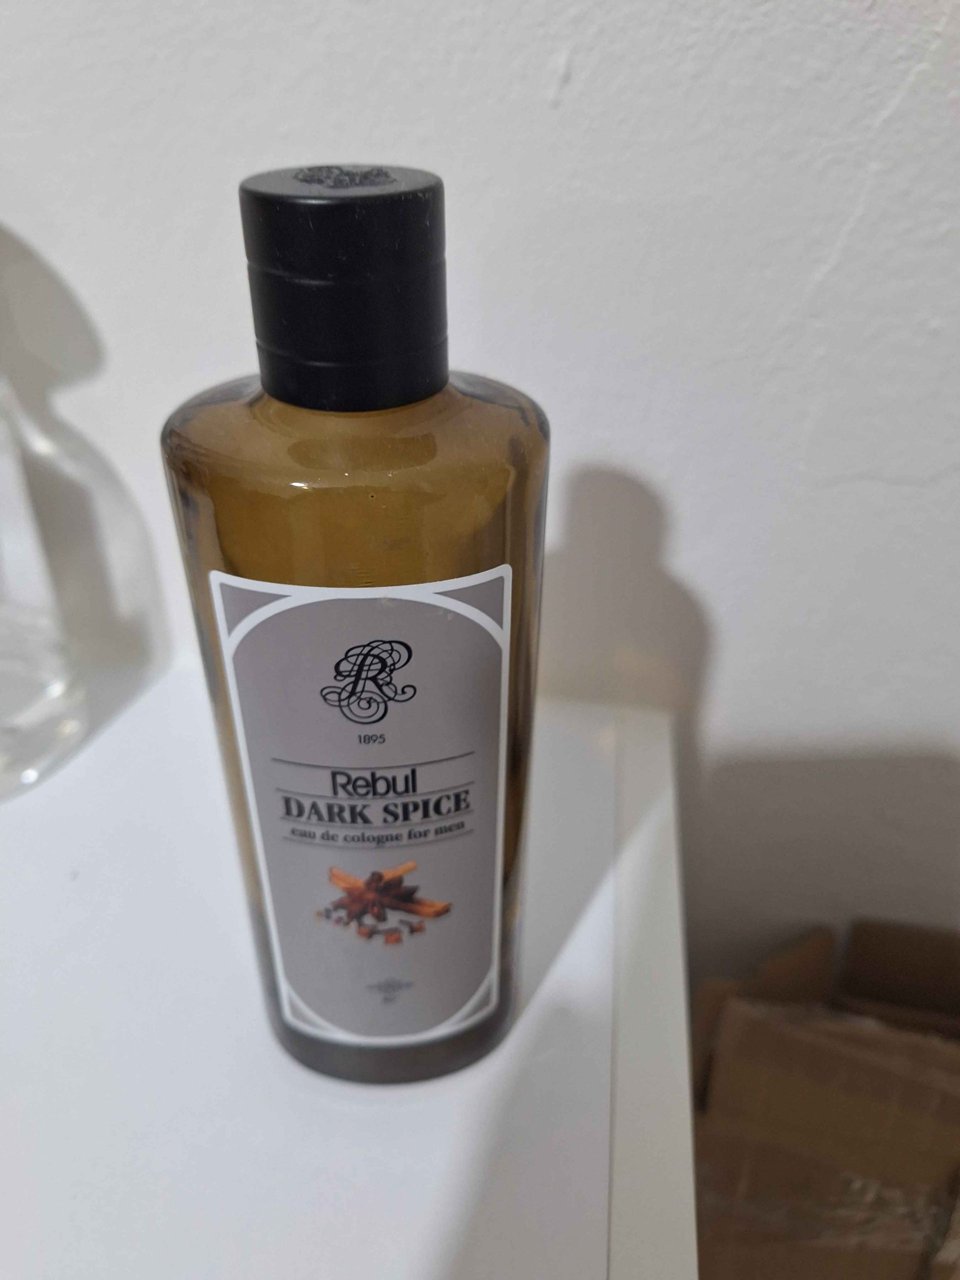 R
1895
Rebul
DARK SPICE
eau de cologne for men